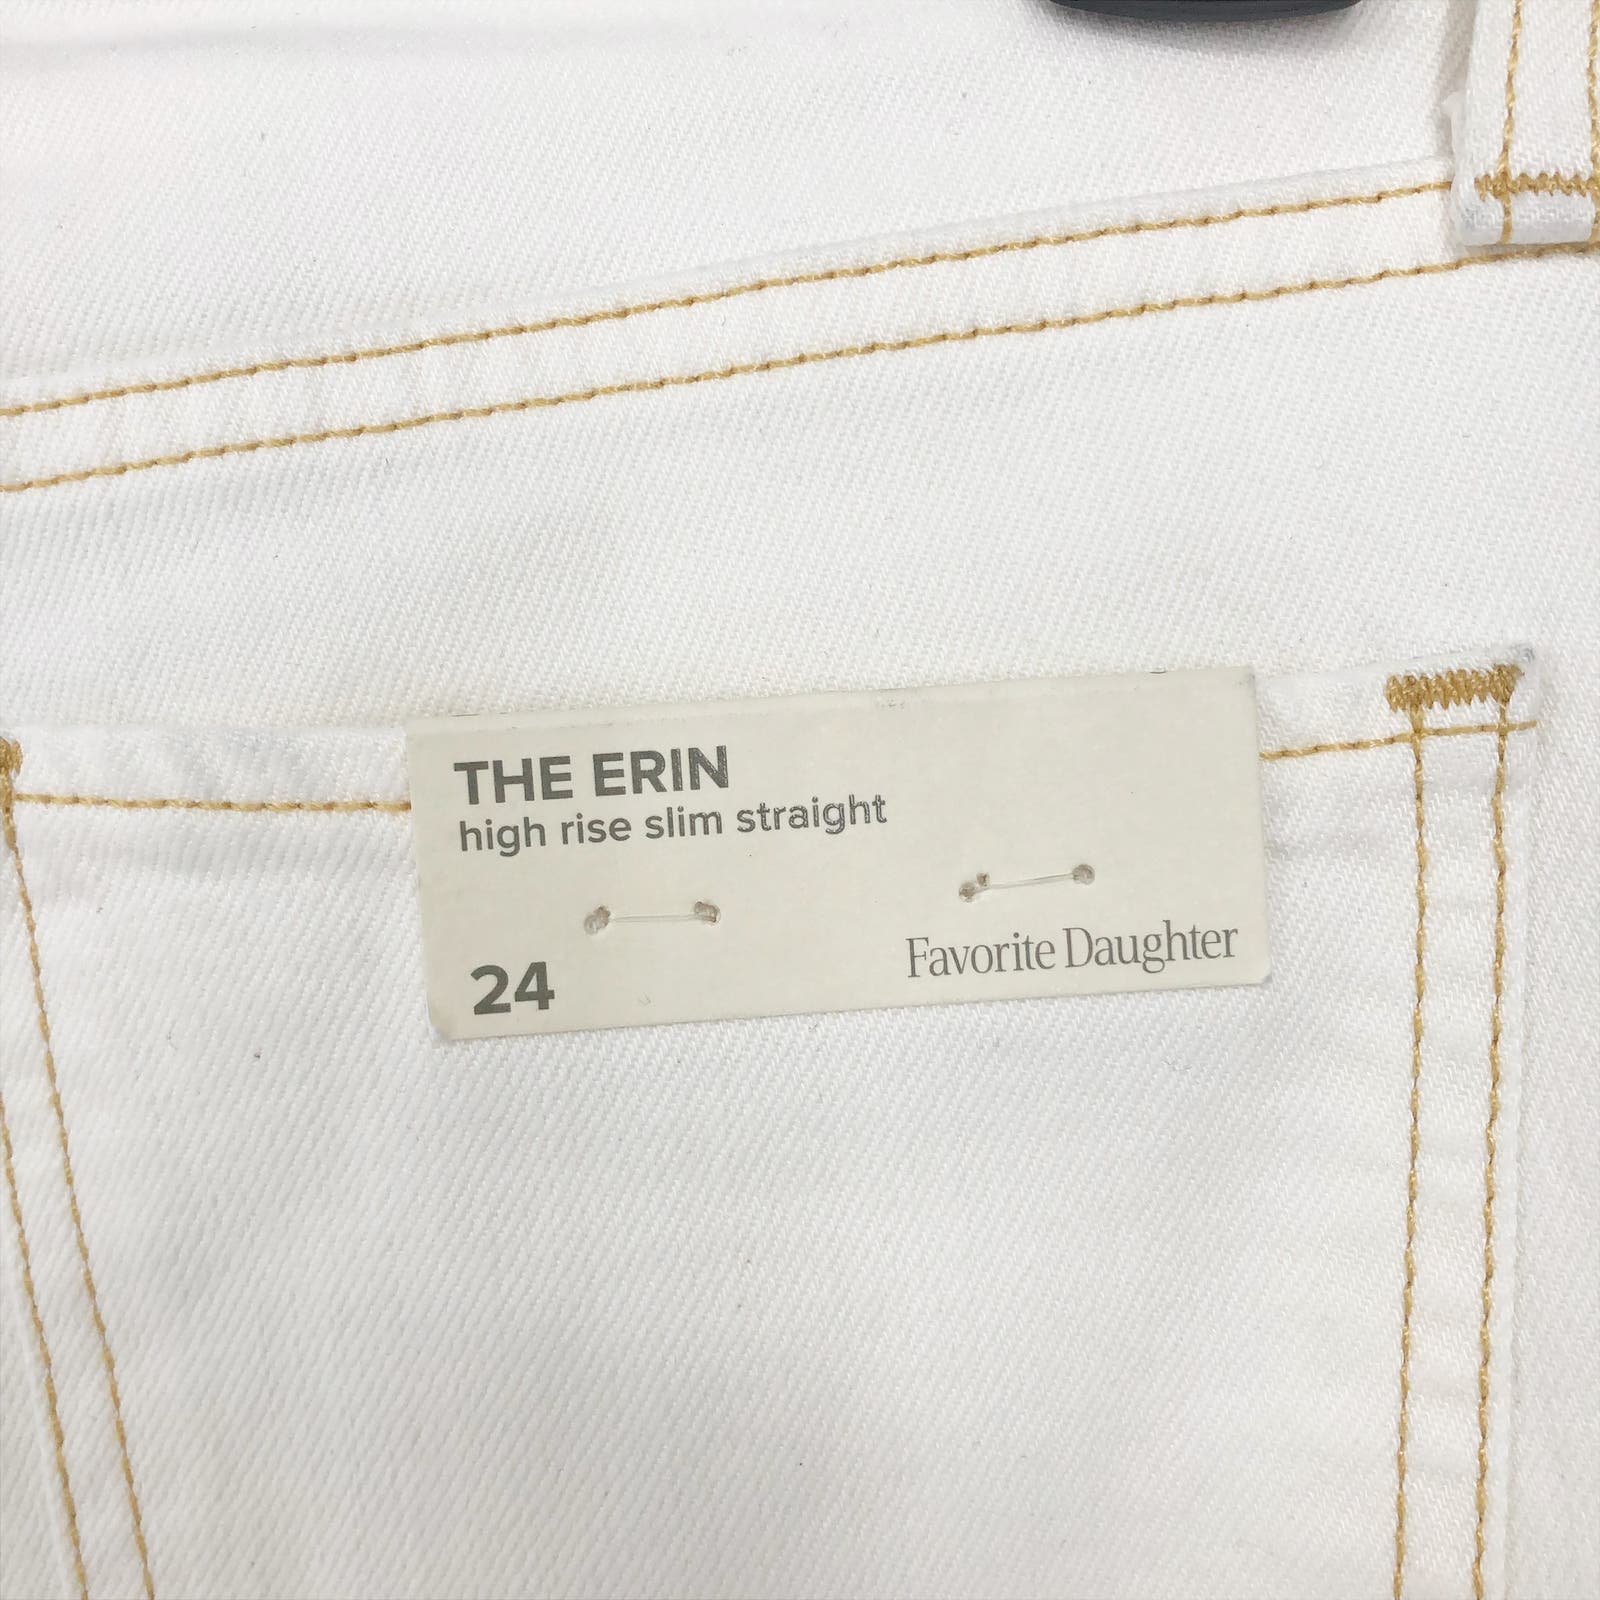 THE ERIN
high rise slim straight
24
Favorite Daughter